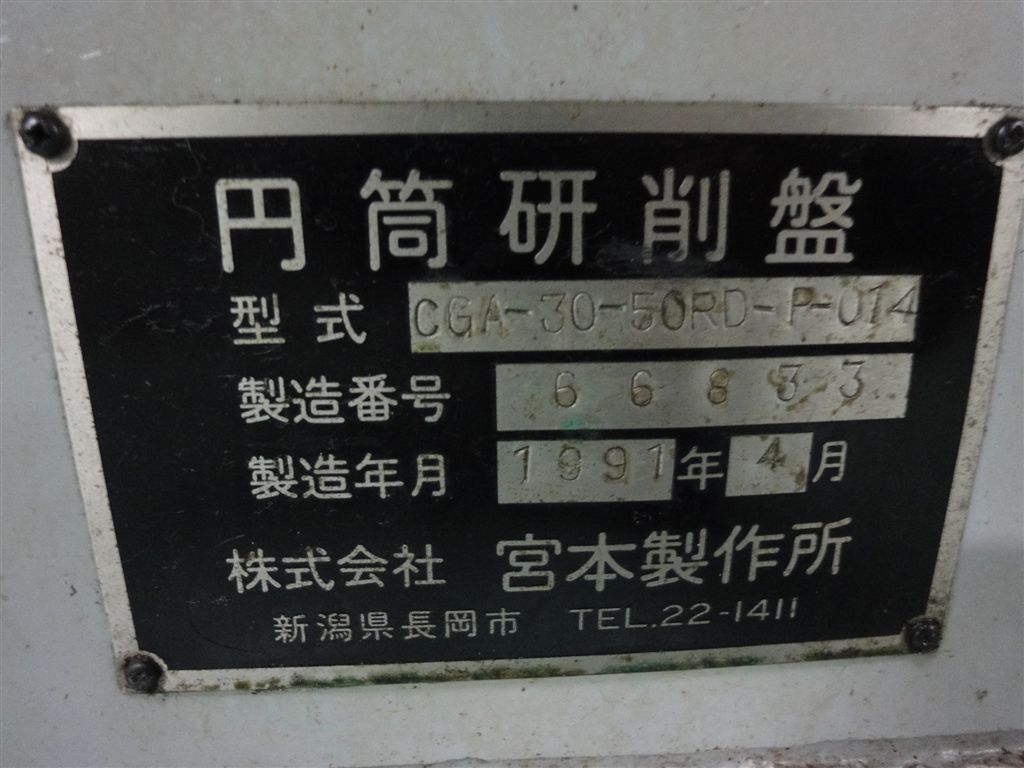 円筒研削盤
型式 CGA-30-50RD-P-014
製造番号 66833
製造年月 1991年4月
株式会社 宮本製作所
新潟県長岡市 TEL.22-1411